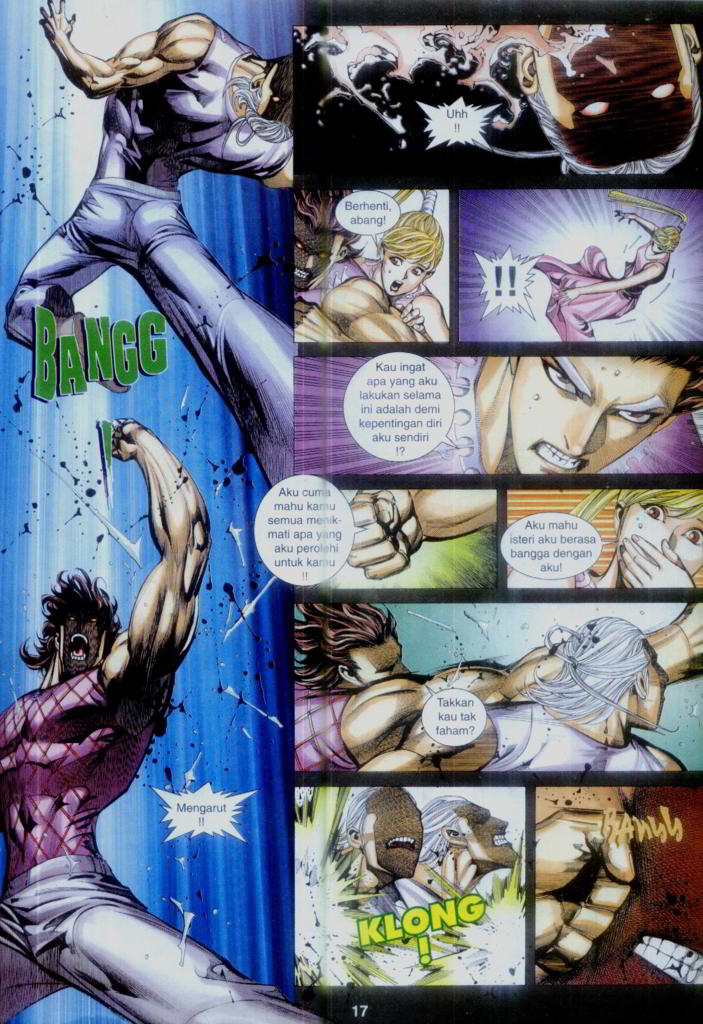 BANGG
Mengarut
!!
Uhh
!!
Berhenti,
abang!
!!
Kau ingat
apa yang aku
lakukan selama
ini adalah demi
kepentingan diri
aku sendiri
!?
Aku cuma
mahu kamu
semua menik-
mati apa yang
aku perolehi
untuk kamu
!!
Aku mahu
isteri aku berasa
bangga dengan
aku!
Takkan
kau tak
faham?
KLONG
!
17